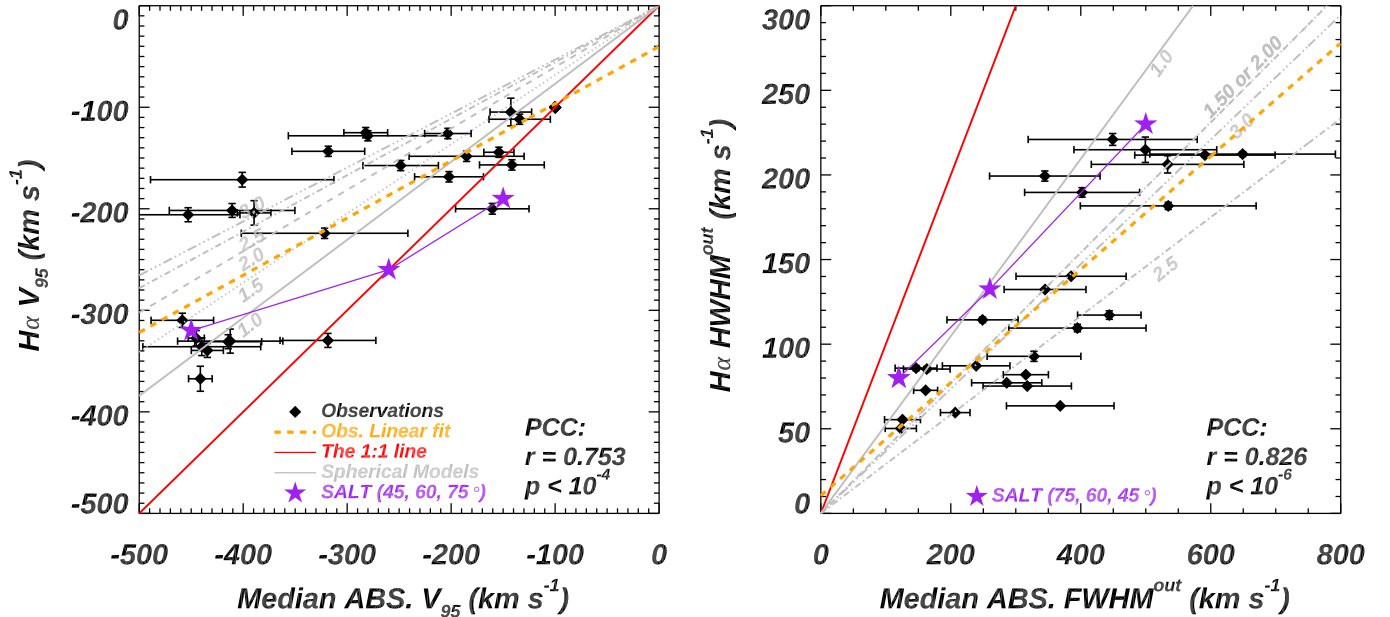 0
-100
-200
-300
-400
-500
-500 -400 -300 -200 -100 0
Hα V95 (km s-1)
Median ABS. V95 (km s-1)
2.5
2.0
1.5
1.0
Observations
Obs. Linear fit
The 1:1 line
Spherical Models
SALT (45, 60, 75 °)
PCC:
r = 0.753
p < 10-4
300
250
200
150
100
50
0
0 200 400 600 800
Hα HWHMout (km s-1)
Median ABS. FWHMout (km s-1)
1.0
1.50 or 2.00
2.5
SALT (75, 60, 45 °)
PCC:
r = 0.826
p < 10-6